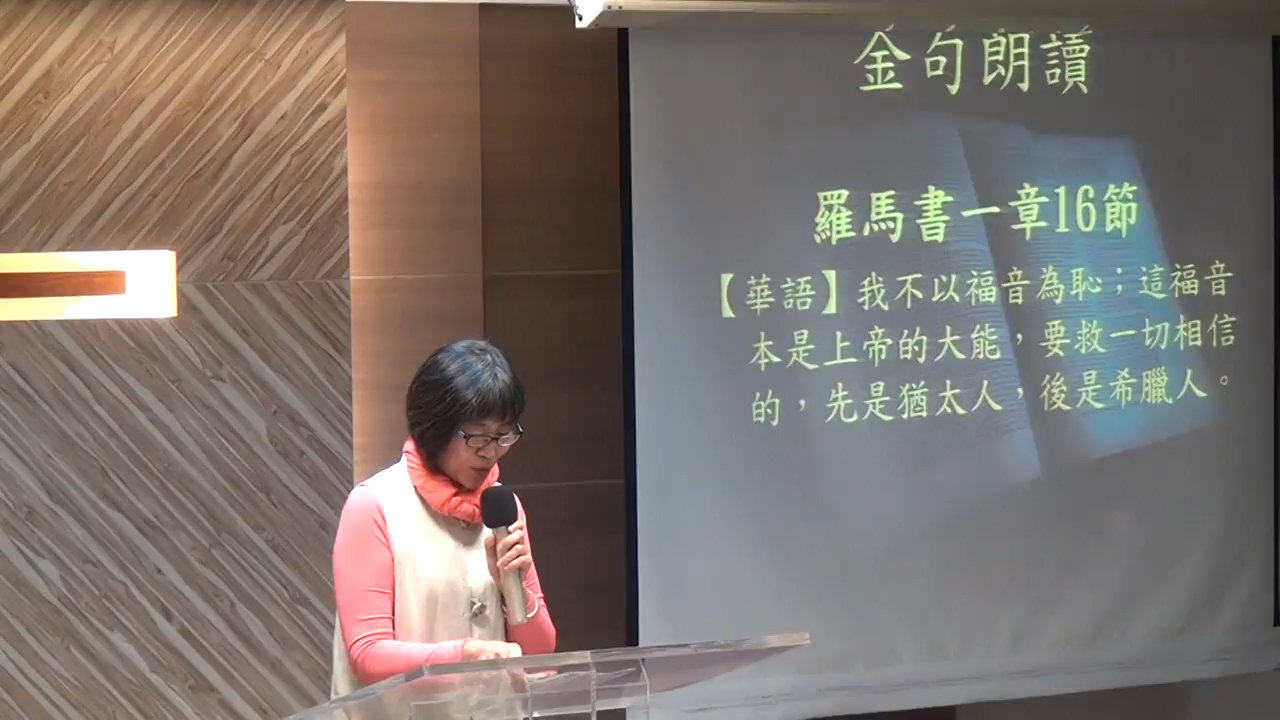 金句朗讀
羅馬書一章16節
【華語】我不以福音為恥；這福音
本是上帝的大能，要救一切相信
的，先是猶太人，後是希臘人。